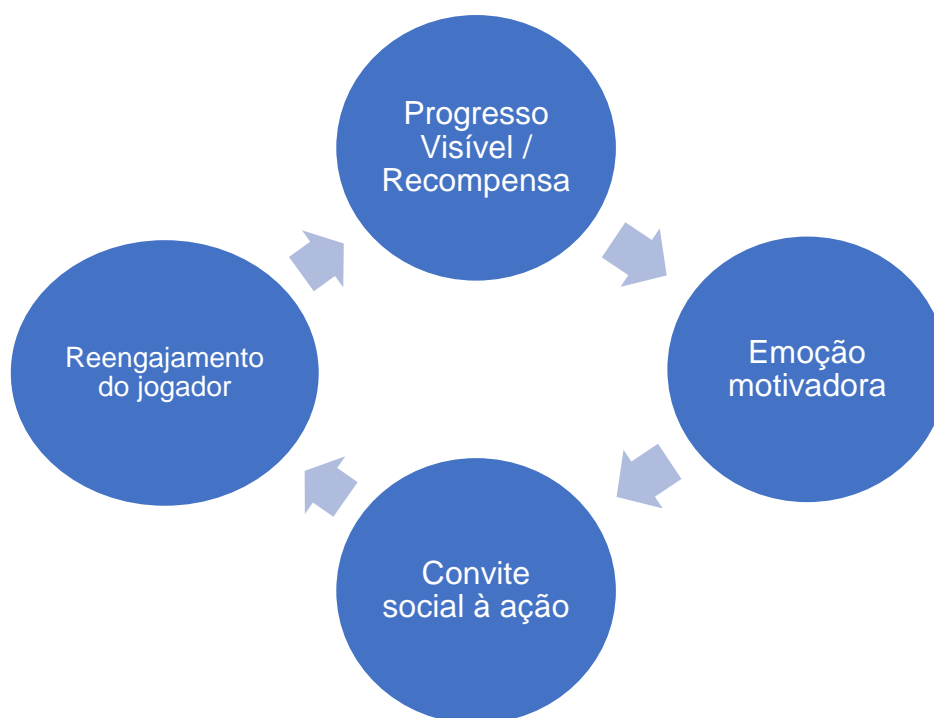 Progresso
Visível /
Recompensa
Emoção
motivadora
Convite
social à ação
Reengajamento
do jogador